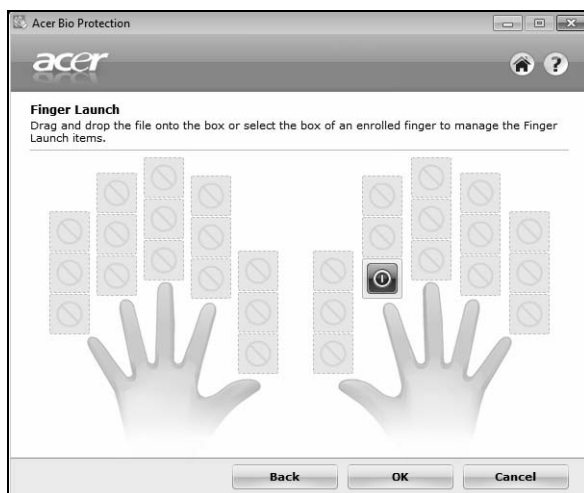 Acer Bio Protection
acer
?
Finger Launch
Drag and drop the file onto the box or select the box of an enrolled finger to manage the Finger
Launch items.
Back
OK
Cancel